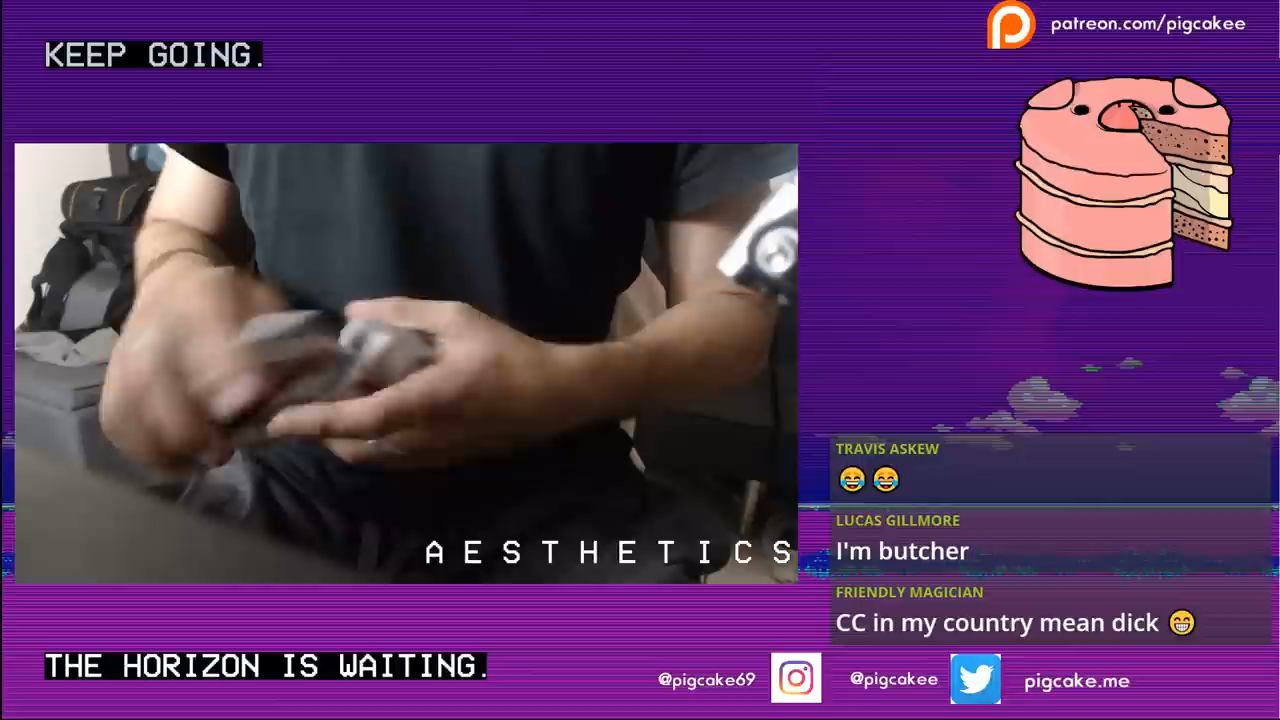 KEEP GOING.
patreon.com/pigcakee
A E S T H E T I C S
TRAVIS ASKEW
😂 😂
LUCAS GILLMORE
I'm butcher
FRIENDLY MAGICIAN
CC in my country mean dick 😁
THE HORIZON IS WAITING.
@pigcake69
@pigcakee
pigcake.me